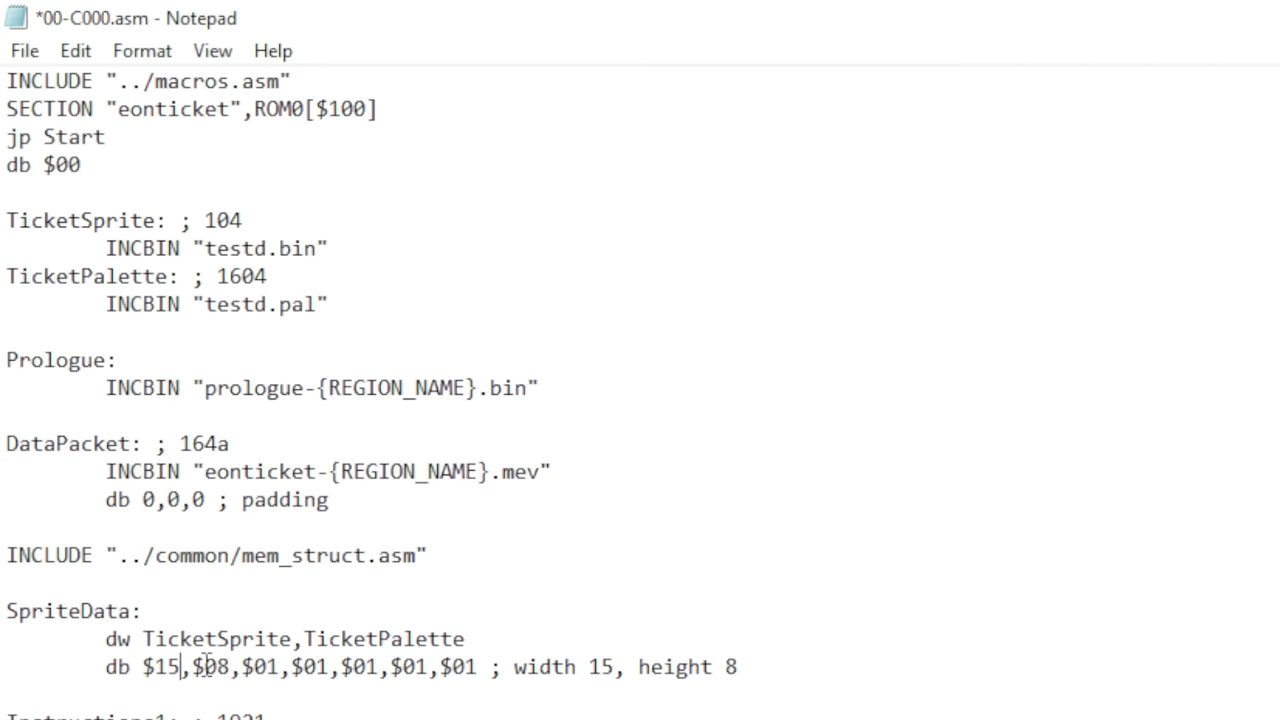 *00-C000.asm - Notepad
File Edit Format View Help
INCLUDE "../macros.asm"
SECTION "eonticket",ROM0[$100]
jp Start
db $00
TicketSprite: ; 104
INCBIN "testd.bin"
TicketPalette: ; 1604
INCBIN "testd.pal"
Prologue:
INCBIN "prologue-{REGION_NAME}.bin"
DataPacket: ; 164a
INCBIN "eonticket-{REGION_NAME}.mev"
db 0,0,0 ; padding
INCLUDE "../common/mem_struct.asm"
SpriteData:
dw TicketSprite,TicketPalette
db $15,$08,$01,$01,$01,$01,$01 ; width 15, height 8